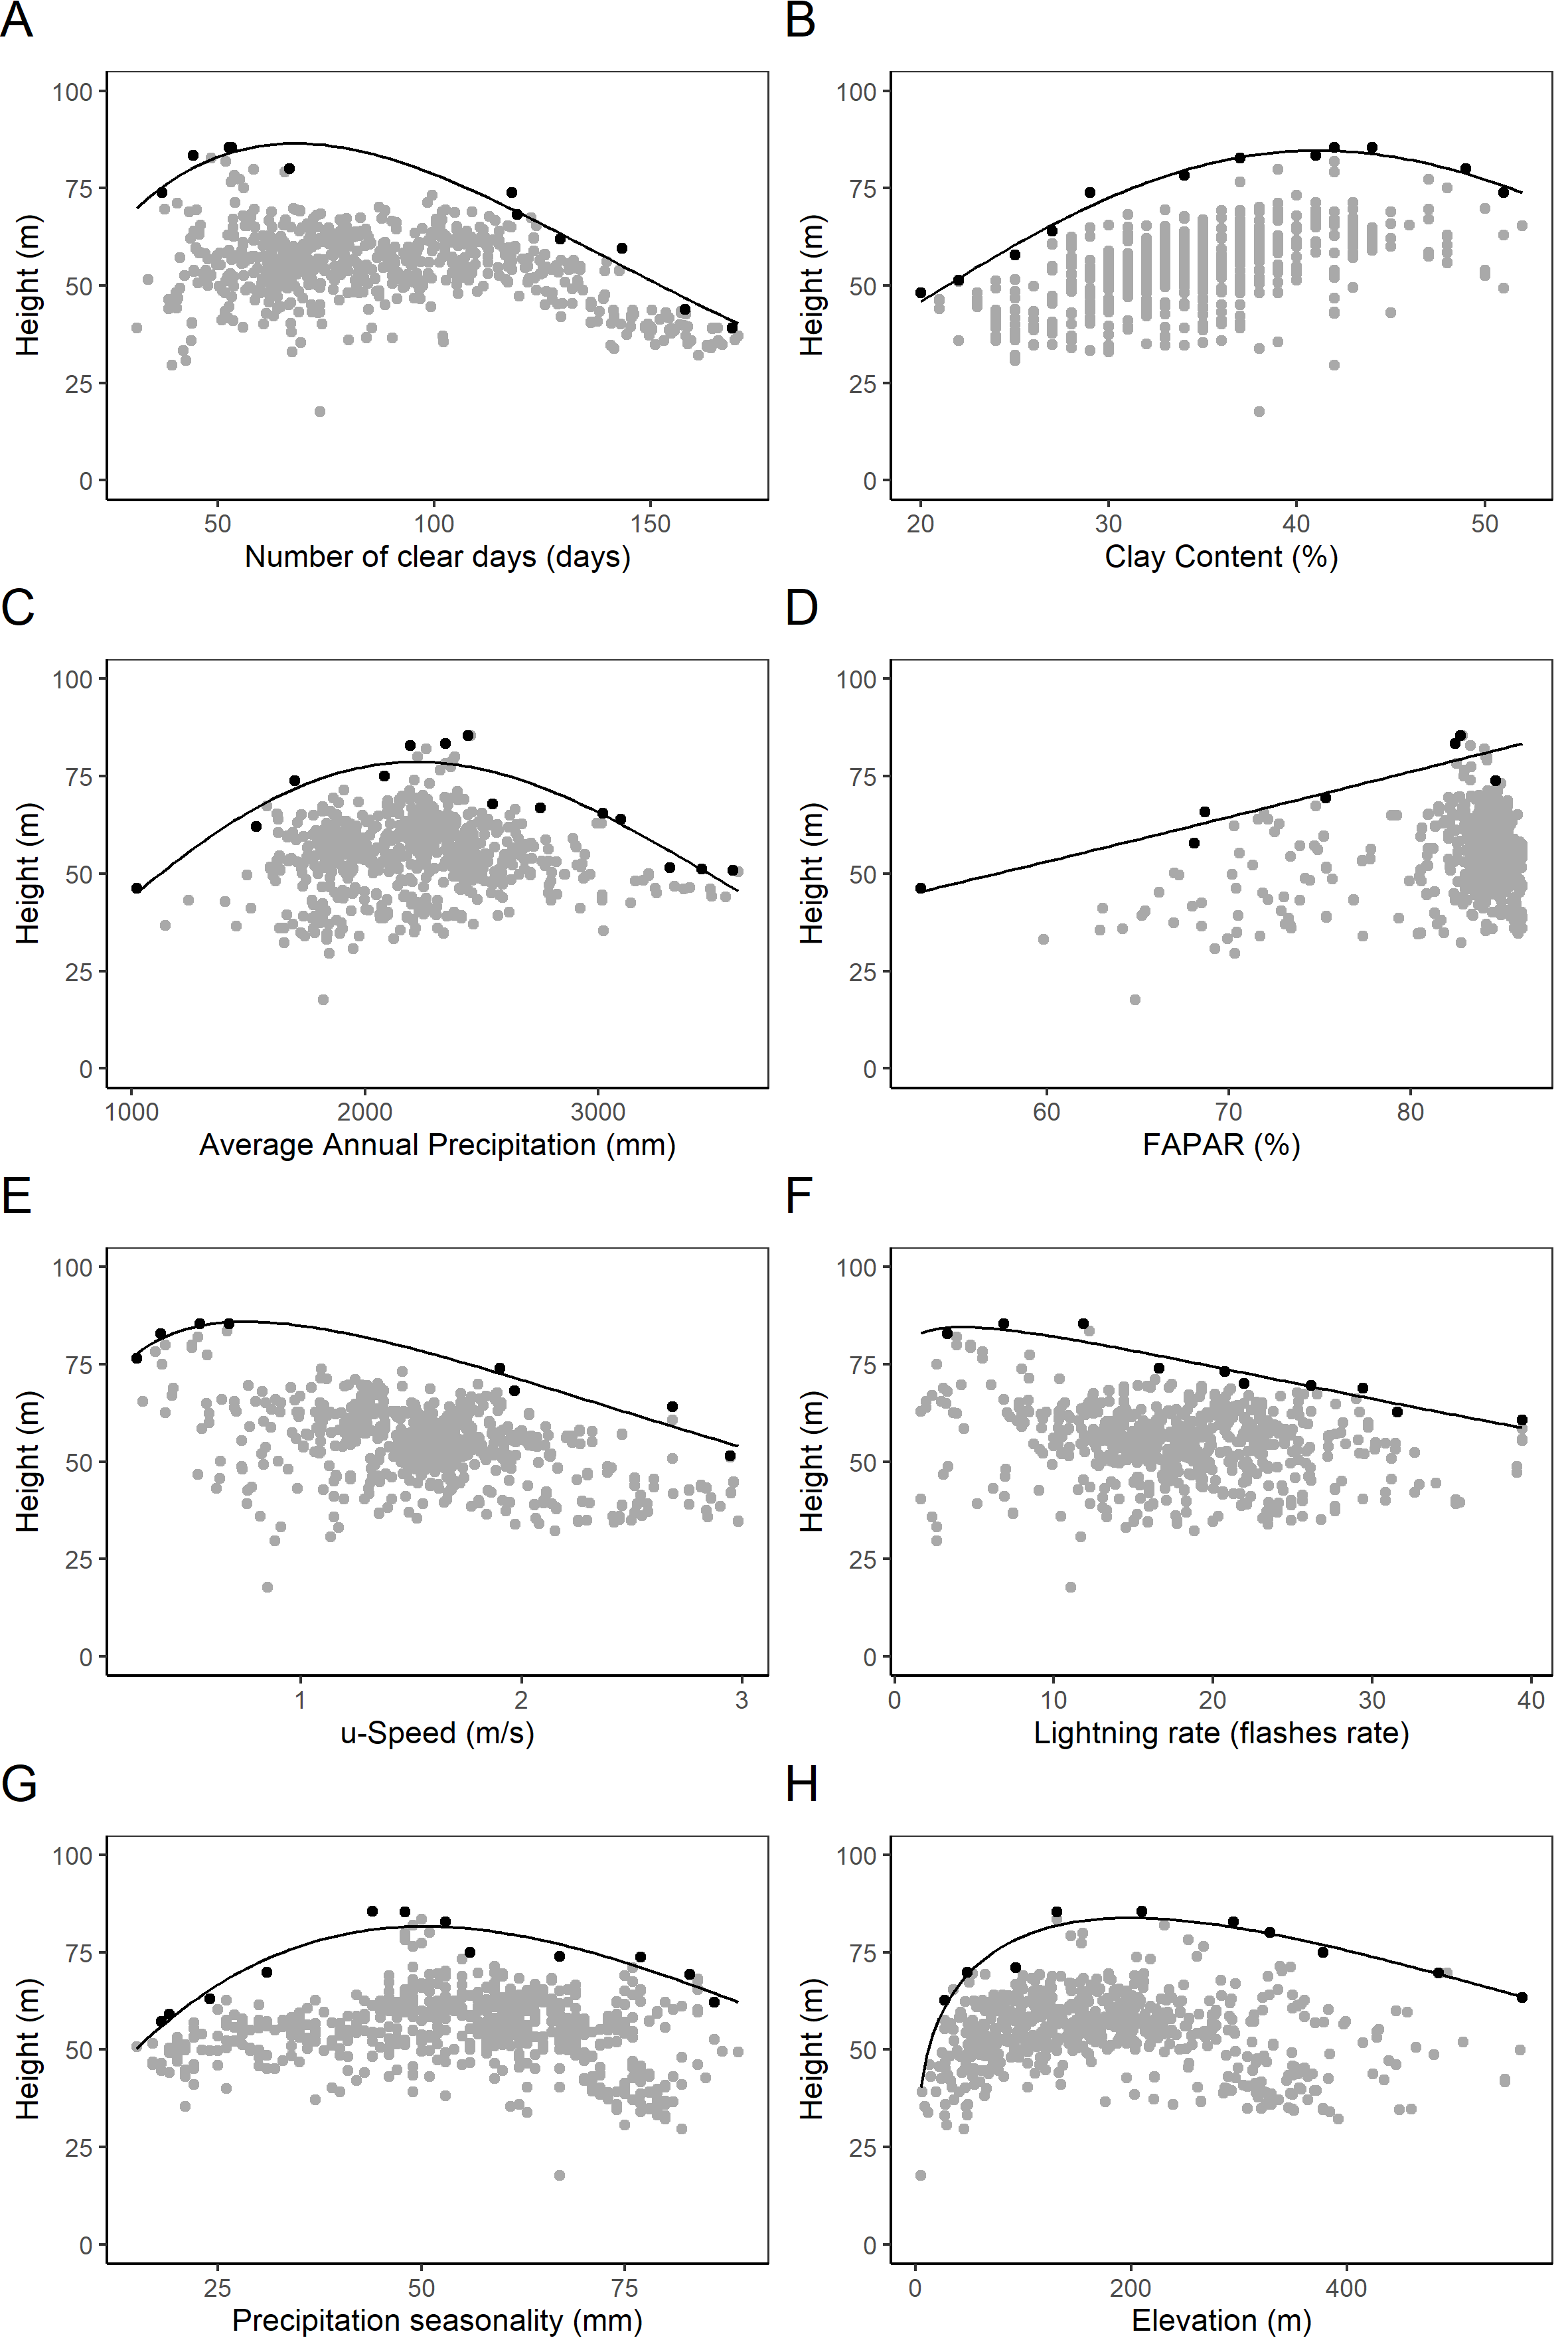 A
B
100
75
50
25
0
Height (m)
50
100
150
Number of clear days (days)
100
75
50
25
0
Height (m)
20
30
40
50
Clay Content (%)
C
D
100
75
50
25
0
Height (m)
1000
2000
3000
Average Annual Precipitation (mm)
100
75
50
25
0
Height (m)
60
70
80
FAPAR (%)
E
F
100
75
50
25
0
Height (m)
1
2
3
u-Speed (m/s)
100
75
50
25
0
Height (m)
0
10
20
30
40
Lightning rate (flashes rate)
G
H
100
75
50
25
0
Height (m)
25
50
75
Precipitation seasonality (mm)
100
75
50
25
0
Height (m)
0
200
400
Elevation (m)